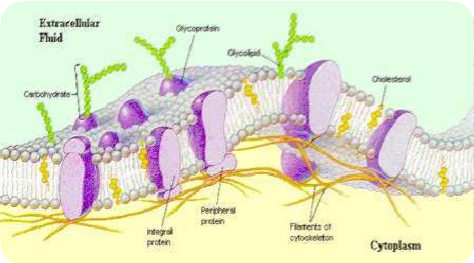 Extracellular
Fluid
Glycoprotein
Glycolipid
Cholesterol
Carbohydrate
Integral
protein
Peripheral
protein
Filaments of
cytoskeleton
Cytoplasm